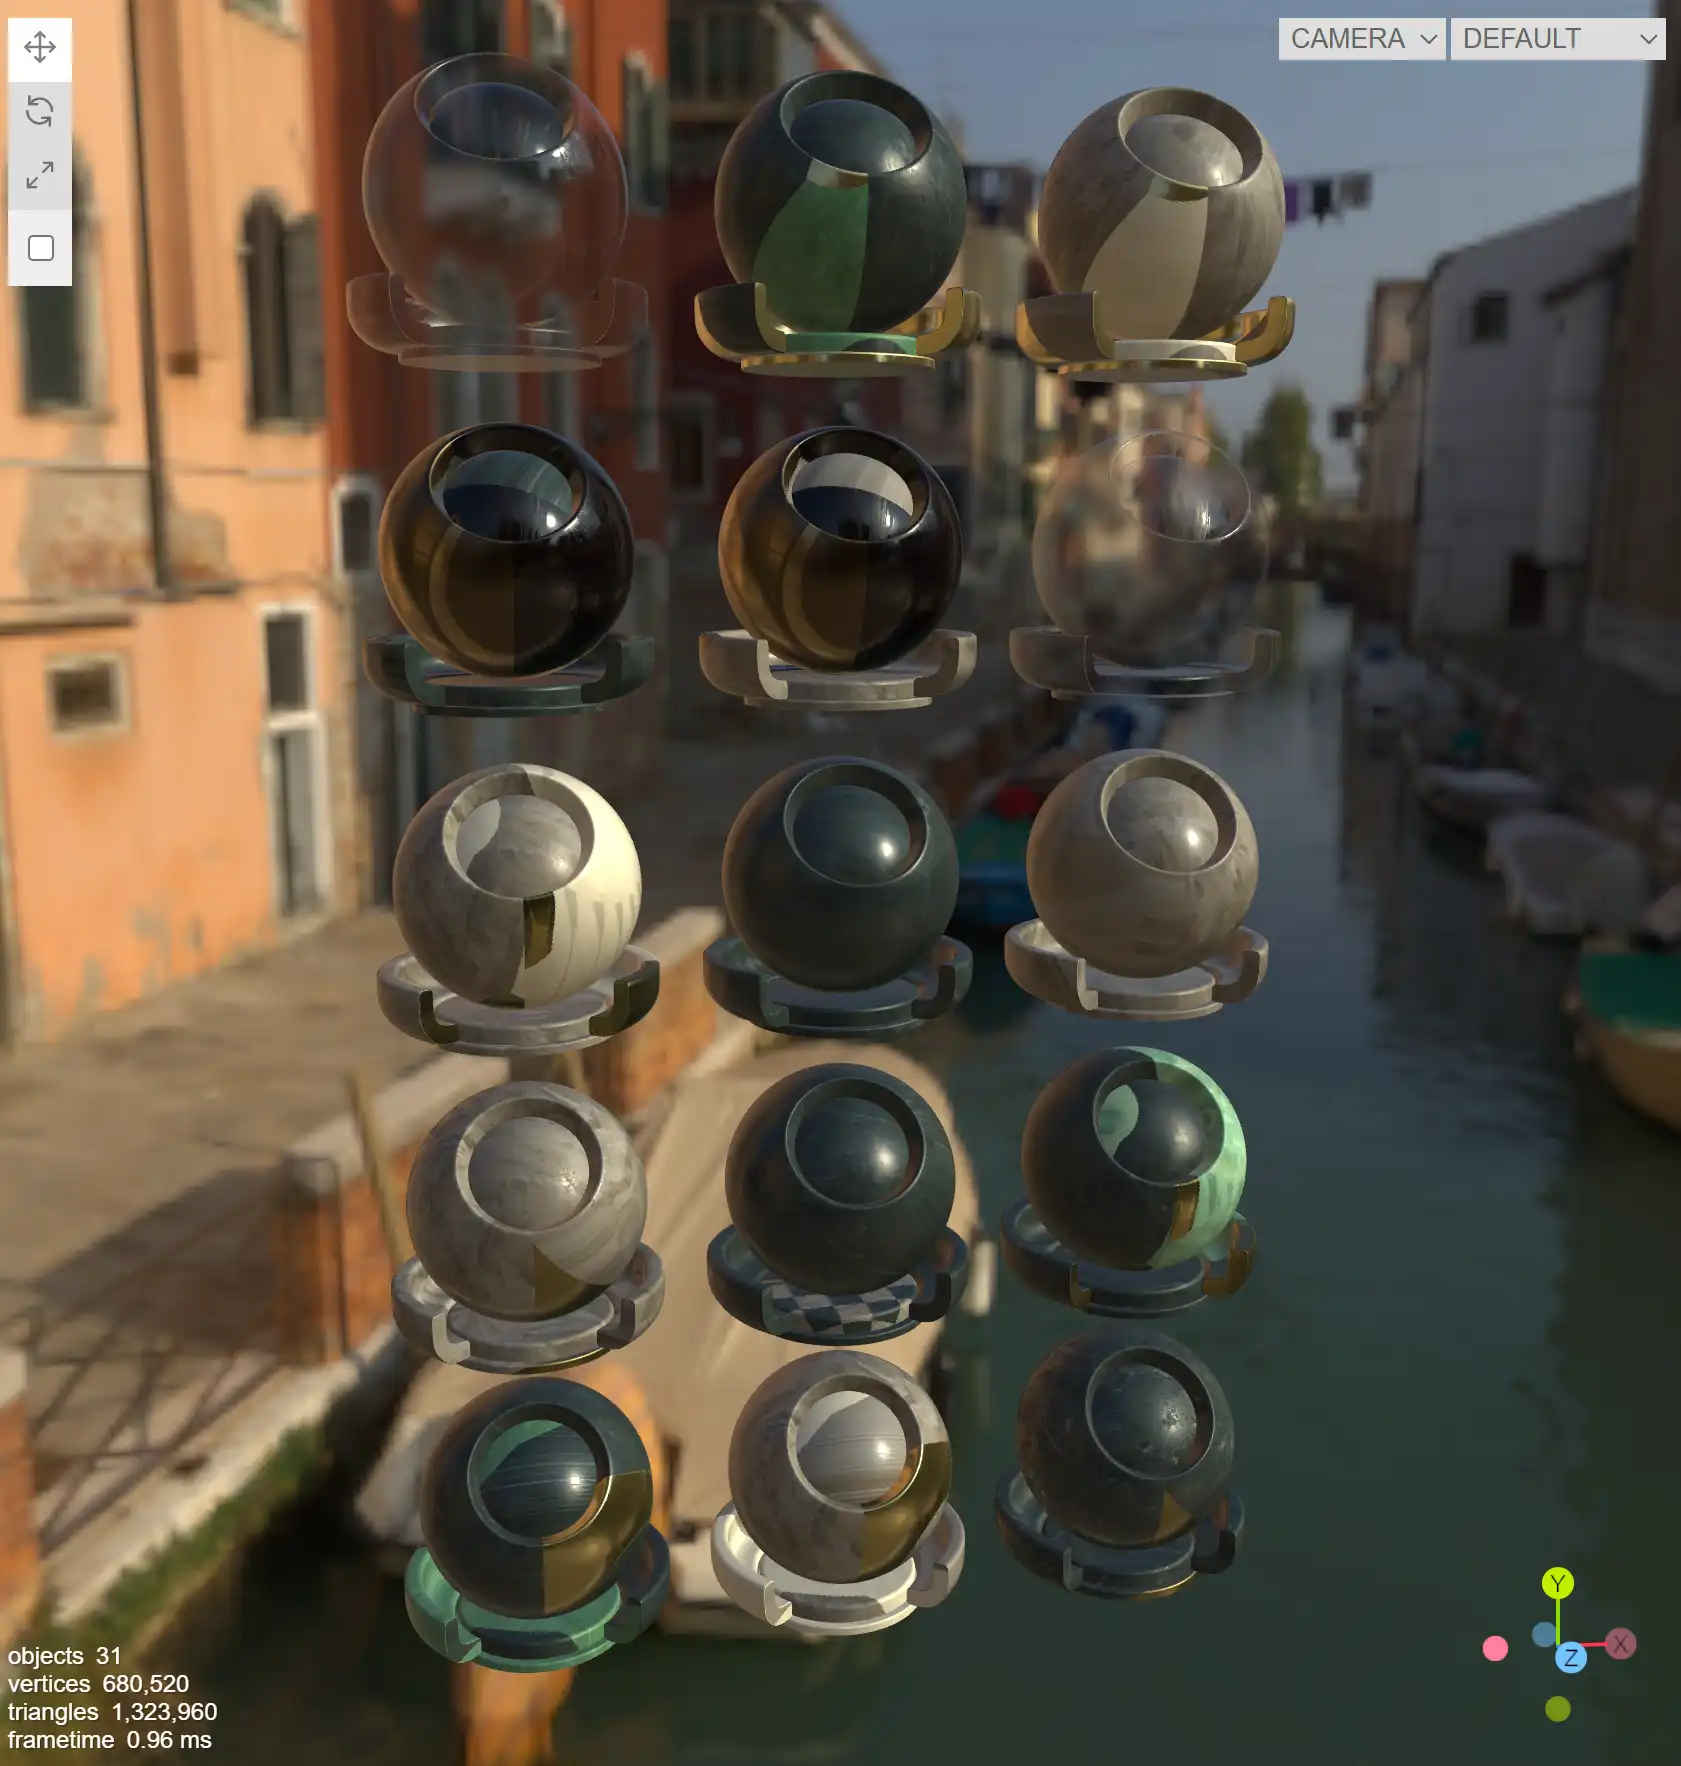 CAMERA DEFAULT
objects 31
vertices 680,520
triangles 1,323,960
frametime 0.96 ms
Y
X
Z